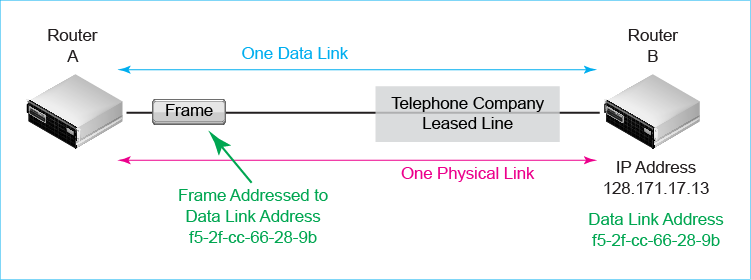 Router
A
One Data Link
Router
B
Frame
Telephone Company
Leased Line
One Physical Link
Frame Addressed to
Data Link Address
f5-2f-cc-66-28-9b
IP Address
128.171.17.13
Data Link Address
f5-2f-cc-66-28-9b